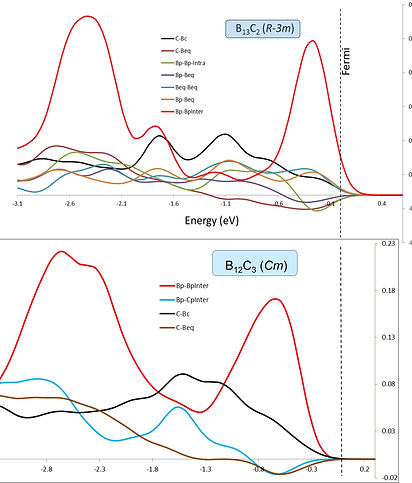 B13C2 (R-3m)
C-Bc
C-Beq
Bp-Bp-Intra
Bp-Beq
Beq-Beq
Bp-Beq
Bp-BpInter
Fermi
-3.1 -2.6 -2.1 -1.6 -1.1 -0.6 -0.1 0.4
Energy (eV)
B12C3 (Cm)
Bp-BpInter
Bp-CpInter
C-Bc
C-Beq
0.23
0.18
0.13
0.08
0.03
-0.02
-2.8 -2.3 -1.8 -1.3 -0.8 -0.3 0.2